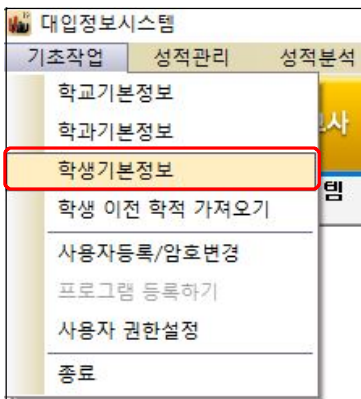 대입정보시스템
기초작업 성적관리 성적분석
학교기본정보
학과기본정보
사
학생기본정보
템
학생 이전 학적 가져오기
사용자등록/암호변경
프로그램 등록하기
사용자 권한설정
종료